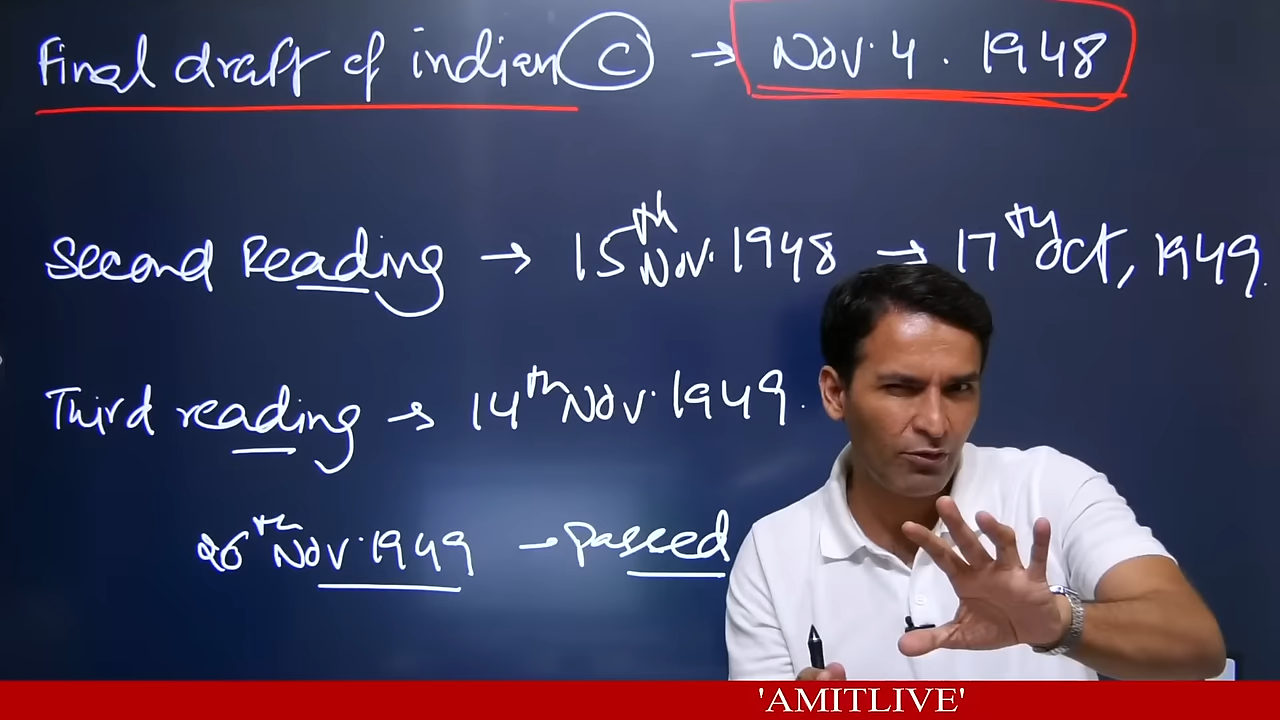 Final draft of indian C → Nov. 4. 1948
Second Reading → 15th Nov. 1948 → 17th Oct, 1949.
Third reading → 14th Nov. 1949.
26th Nov. 1949 → Passed
'AMITLIVE'